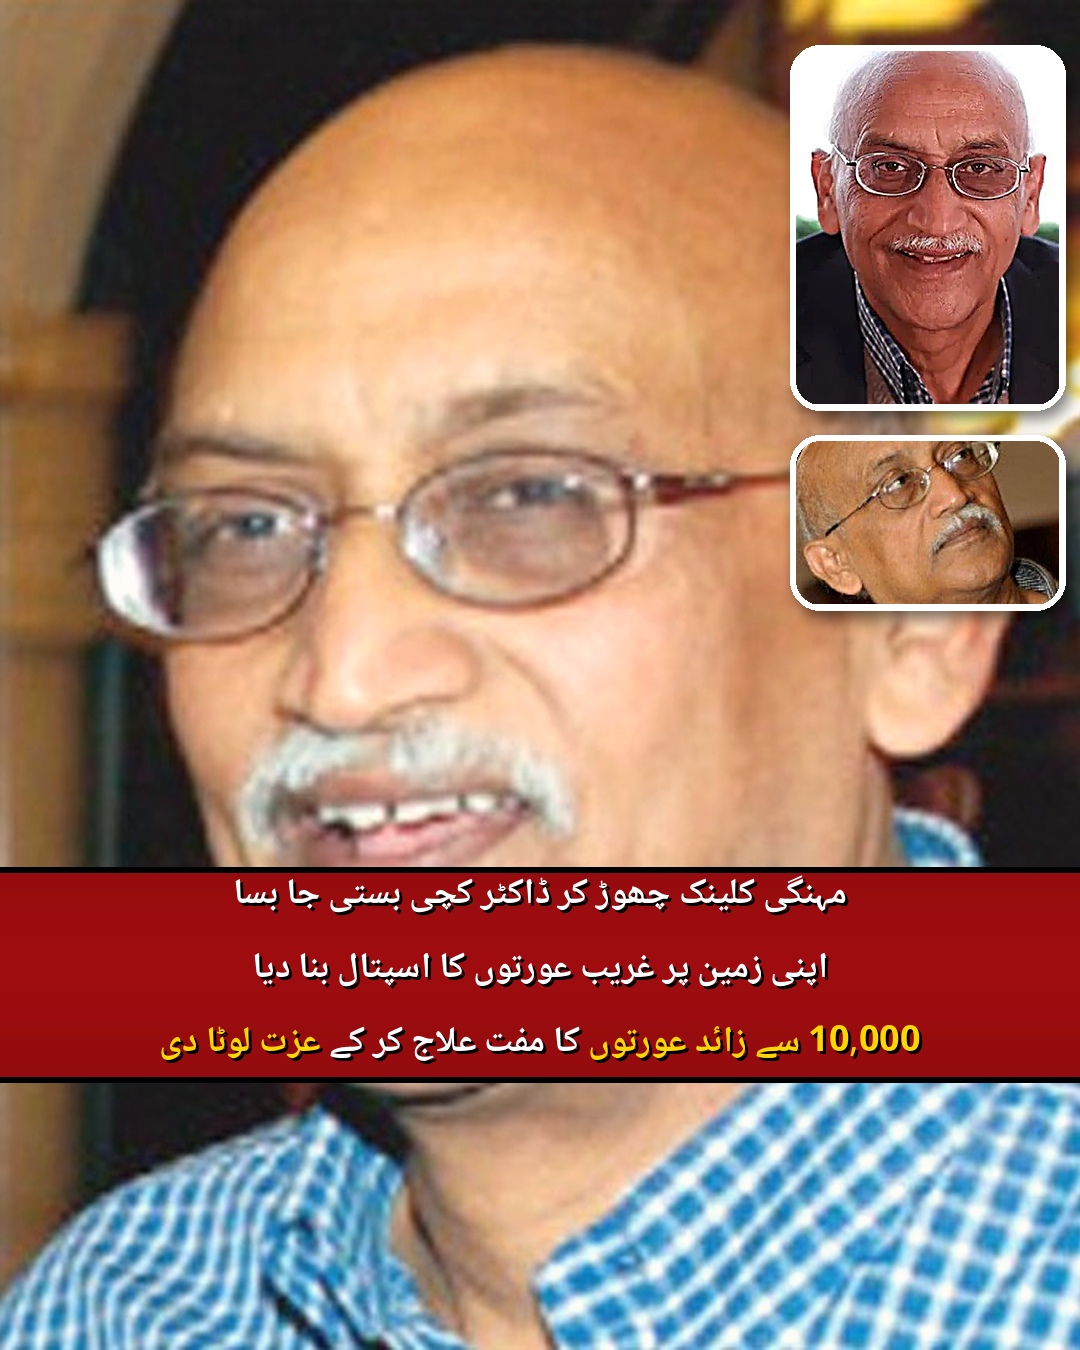 مہنگی کلینک چھوڑ کر ڈاکٹر کچی بستی جا بسا
اپنی زمین پر غریب عورتوں کا اسپتال بنا دیا
10,000 سے زائد عورتوں کا مفت علاج کر کے عزت لوٹا دی